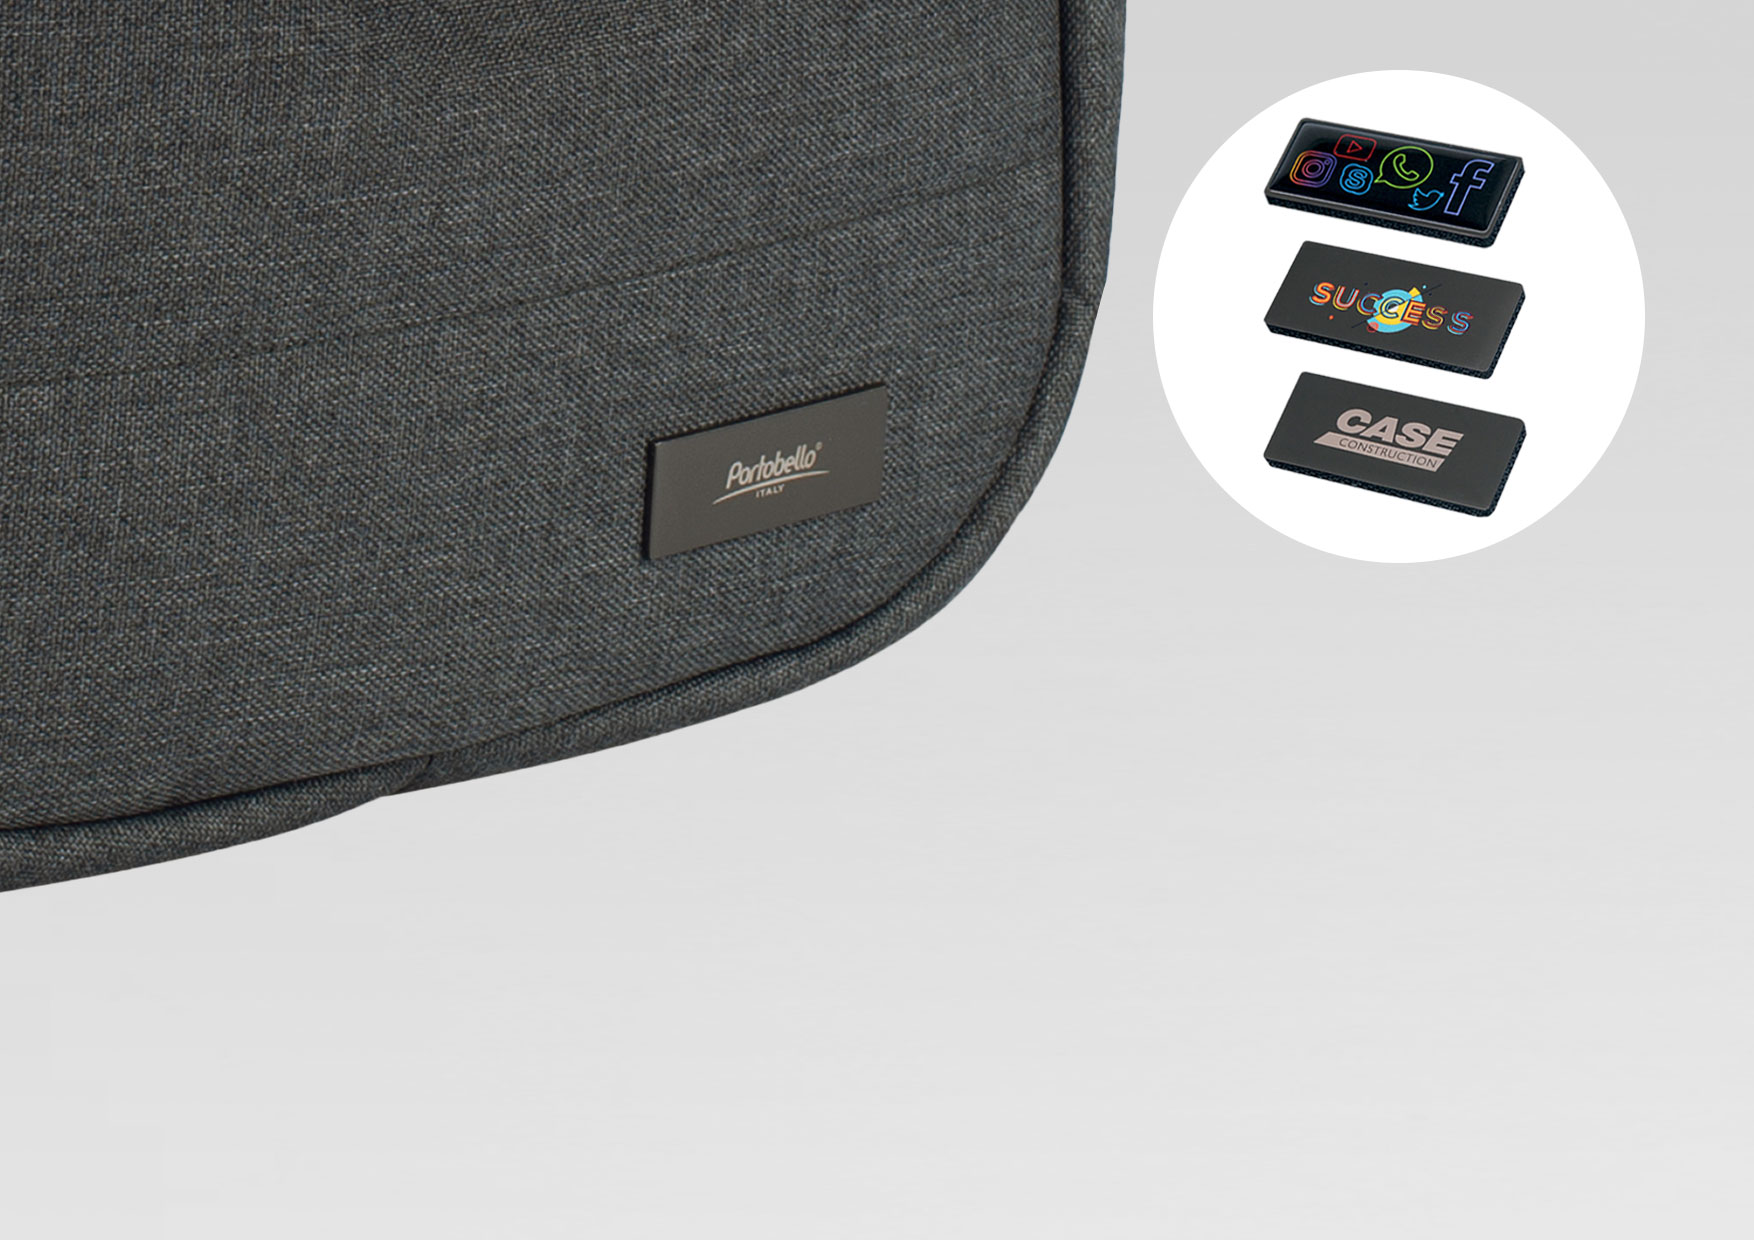 Portobello®
ITALY
SUCCESS
CASE
CONSTRUCTION